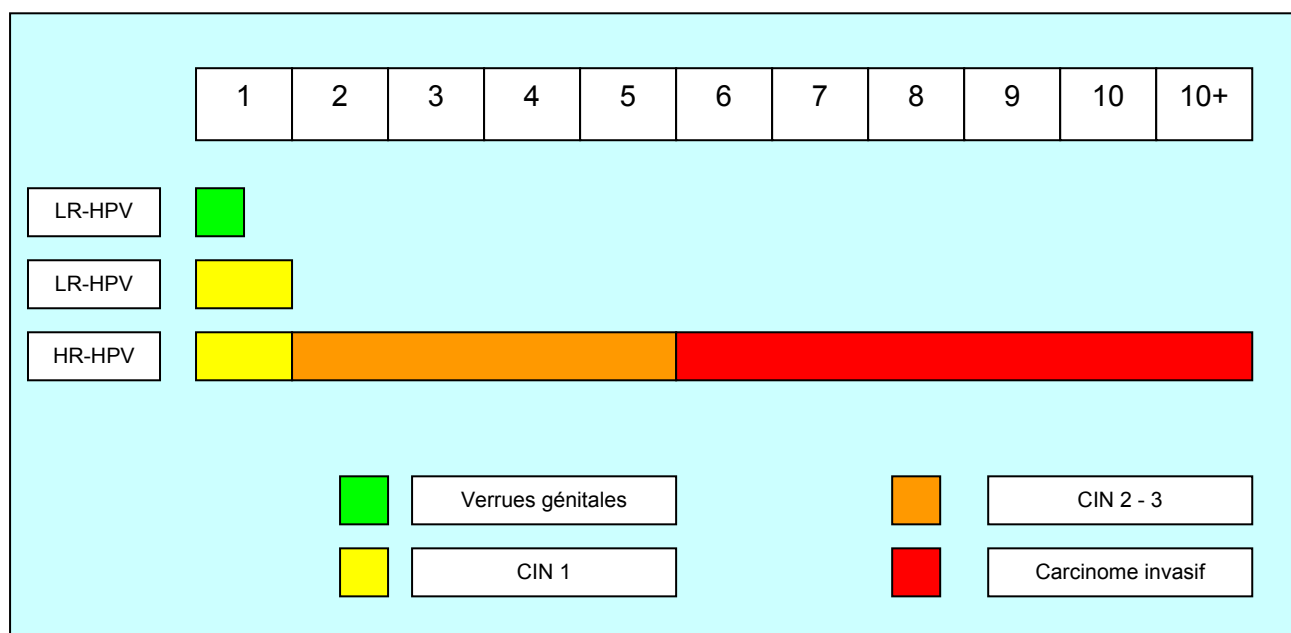 1 2 3 4 5 6 7 8 9 10 10+
LR-HPV
LR-HPV
HR-HPV
Verrues génitales
CIN 2 - 3
CIN 1
Carcinome invasif